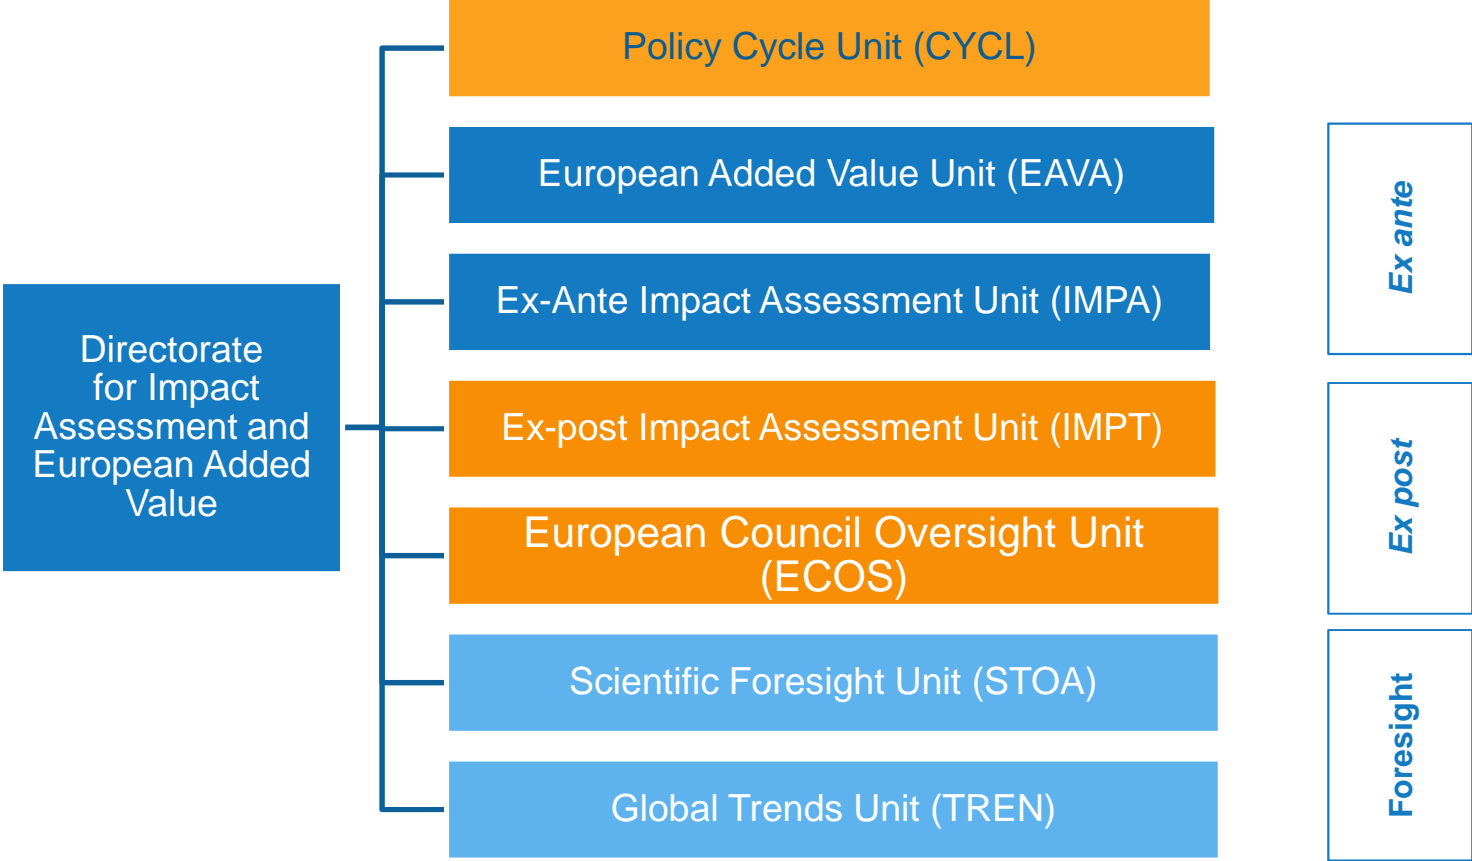 Policy Cycle Unit (CYCL)
European Added Value Unit (EAVA)
Ex-Ante Impact Assessment Unit (IMPA)
Directorate
for Impact
Assessment and
European Added
Value
Ex-post Impact Assessment Unit (IMPT)
European Council Oversight Unit
(ECOS)
Scientific Foresight Unit (STOA)
Global Trends Unit (TREN)
Ex ante
Ex post
Foresight